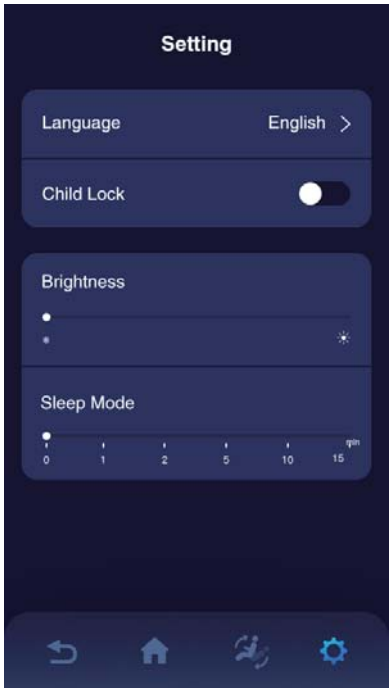 Setting
Language English >
Child Lock
Brightness
Sleep Mode
min
0 1 2 5 10 15